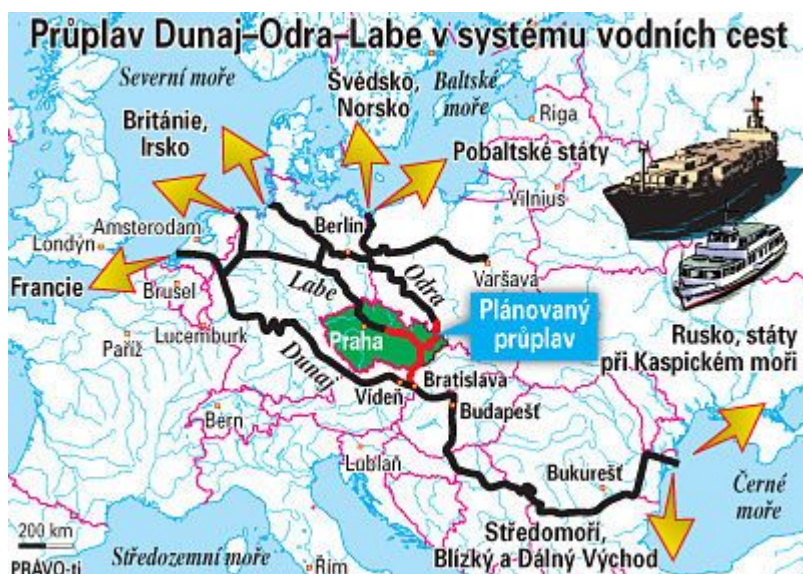 Průplav Dunaj–Odra–Labe v systému vodních cest
Severní moře
Švédsko,
Norsko
Baltské
moře
Británie,
Irsko
Riga
Pobaltské státy
Vilnius
Amsterodam
Londýn
Berlín
Francie
Brusel
Labe
Odra
Varšava
Plánovaný
průplav
Lucemburk
Praha
Paříž
Dunaj
Rusko, státy
při Kaspickém moři
Vídeň
Bratislava
Budapešť
Bern
Lublaň
Bukurešť
Černé
moře
200 km
Středomoří,
Blízký a Dálný Východ
PRÁVO-ti
Středozemní moře
Řím